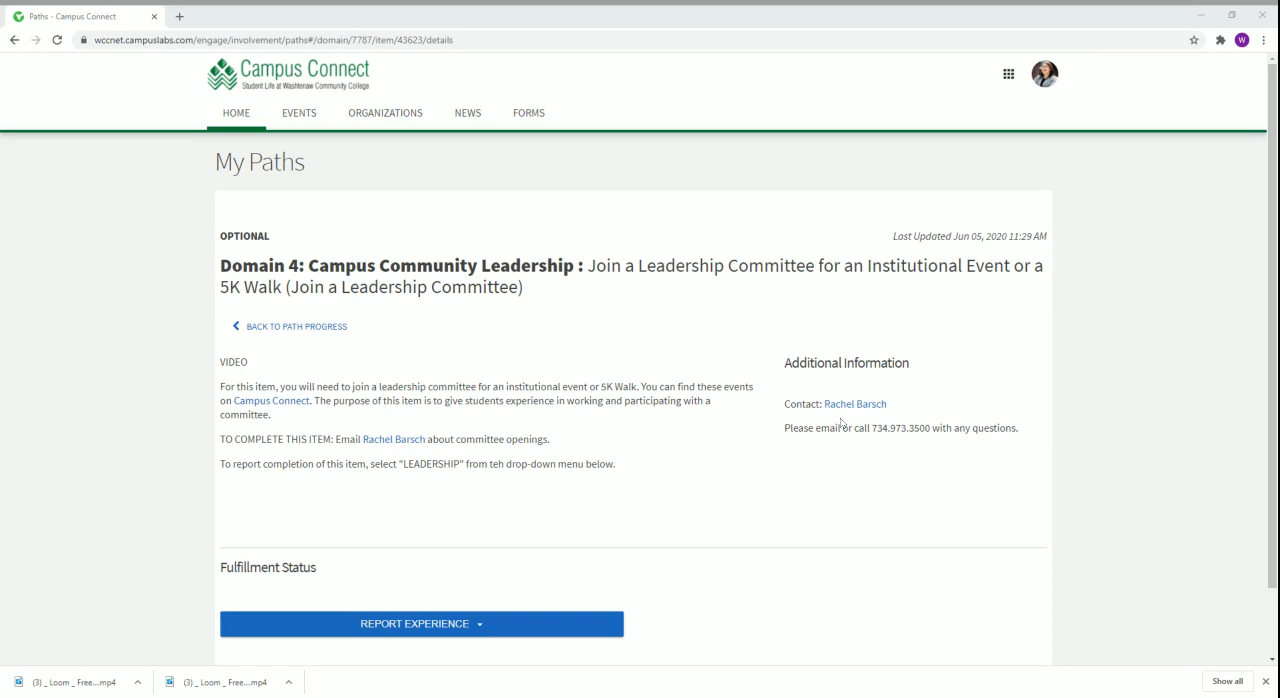 Paths - Campus Connect
wccnet.campuslabs.com/engage/involvement/paths#/domain/7787/item/43623/details
W
Campus Connect
Student Life at Washtenaw Community College
HOME EVENTS ORGANIZATIONS NEWS FORMS
My Paths
OPTIONAL
Last Updated Jun 05, 2020 11:29 AM
Domain 4: Campus Community Leadership : Join a Leadership Committee for an Institutional Event or a
5K Walk (Join a Leadership Committee)
BACK TO PATH PROGRESS
VIDEO
For this item, you will need to join a leadership committee for an institutional event or 5K Walk. You can find these events
on Campus Connect. The purpose of this item is to give students experience in working and participating with a
committee.
TO COMPLETE THIS ITEM: Email Rachel Barsch about committee openings.
To report completion of this item, select "LEADERSHIP" from teh drop-down menu below.
Additional Information
Contact: Rachel Barsch
Please email or call 734.973.3500 with any questions.
Fulfillment Status
REPORT EXPERIENCE
(3) _ Loom _ Free....mp4
(3) _ Loom _ Free....mp4
Show all